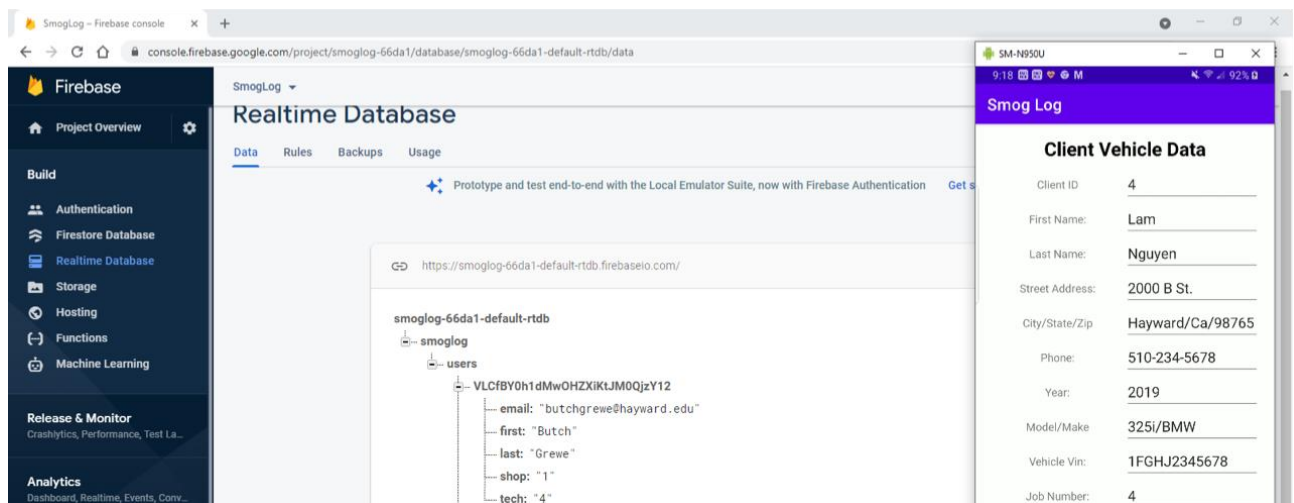 SmogLog – Firebase console
console.firebase.google.com/project/smoglog-66da1/database/smoglog-66da1-default-rtdb/data
Firebase
Project Overview
Build
Authentication
Firestore Database
Realtime Database
Storage
Hosting
Functions
Machine Learning
Release & Monitor
Crashlytics, Performance, Test La...
Analytics
Dashboard, Realtime, Events, Conv...
SmogLog
Realtime Database
Data Rules Backups Usage
Prototype and test end-to-end with the Local Emulator Suite, now with Firebase Authentication Get s
https://smoglog-66da1-default-rtdb.firebaseio.com/
smoglog-66da1-default-rtdb
smoglog
users
VLCfBY0h1dMwOHZXiKtJM0QjzY12
email: "butchgrewe@hayward.edu"
first: "Butch"
last: "Grewe"
shop: "1"
tech: "4"
SM-N950U
9:18 M 92%
Smog Log
Client Vehicle Data
Client ID 4
First Name: Lam
Last Name: Nguyen
Street Address: 2000 B St.
City/State/Zip Hayward/Ca/98765
Phone: 510-234-5678
Year: 2019
Model/Make 325i/BMW
Vehicle Vin: 1FGHJ2345678
Job Number: 4